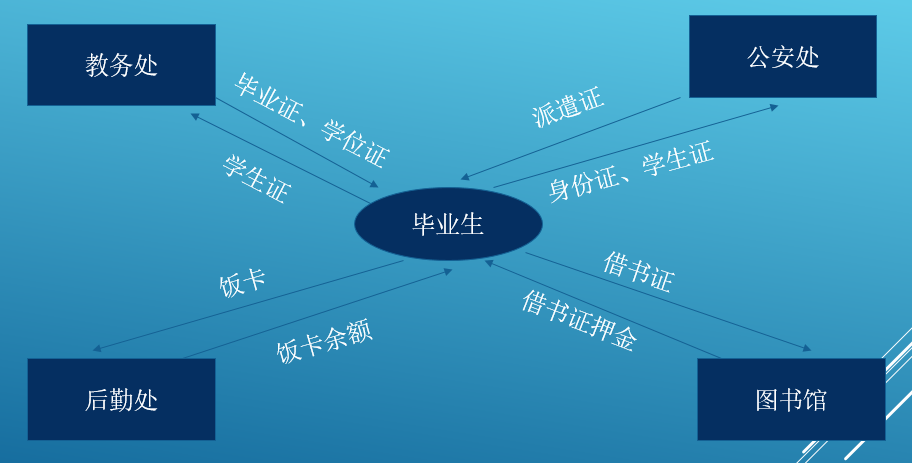 教务处
公安处
毕业证、学位证
派遣证
学生证
身份证、学生证
毕业生
饭卡
借书证
饭卡余额
借书证押金
后勤处
图书馆